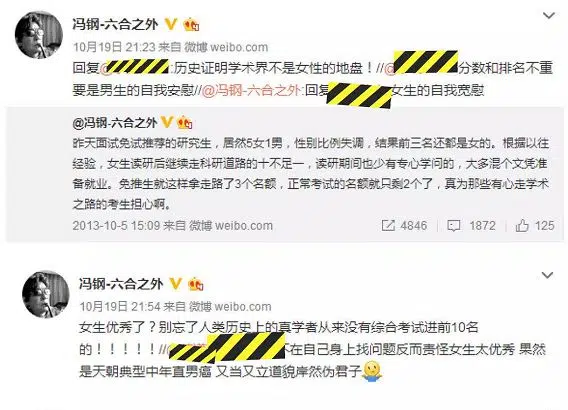 冯钢-六合之外
10月19日 21:23 来自 微博 weibo.com
回复@:历史证明学术界不是女性的地盘！//@分数和排名不重
要是男生的自我安慰//@冯钢-六合之外:回复女生的自我宽慰
@冯钢-六合之外
昨天面试免试推荐的研究生，居然5女1男，性别比例失调，结果前三名还都是女的。根据以往
经验，女生读研后继续走科研道路的十不足一，读研期间也少有专心学问的，大多混个文凭准
备就业。免推生就这样拿走路了3个名额，正常考试的名额就只剩2个了，真为那些有心走学术
之路的考生担心啊。
2013-10-5 15:09 来自 微博 weibo.com 4846 1872 125
冯钢-六合之外
10月19日 21:54 来自 微博 weibo.com
女生优秀了？别忘了人类历史上的真学者从来没有综合考试进前10名
的！！！！！//不在自己身上找问题反而责怪女生太优秀 果然
是天朝典型中年直男癌 又当又立道貌岸然伪君子